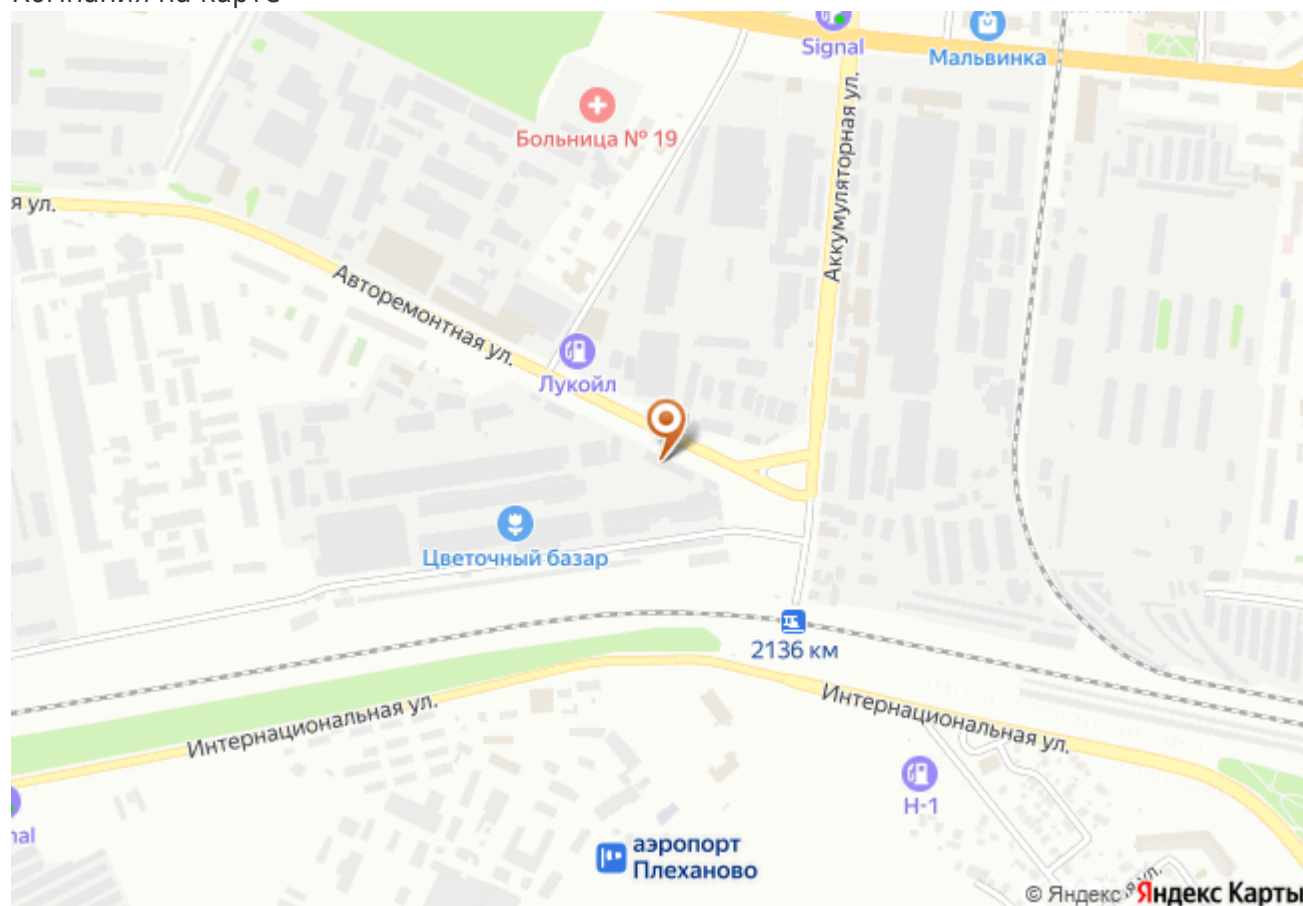 Signal
Мальвинка
Больница № 19
Аккумуляторная ул.
я ул.
Авторемонтная ул.
Лукойл
Цветочный базар
2136 км
Интернациональная ул.
Интернациональная ул.
Н-1
nal
аэропорт
Плеханово
© Яндекс Яндекс Карты